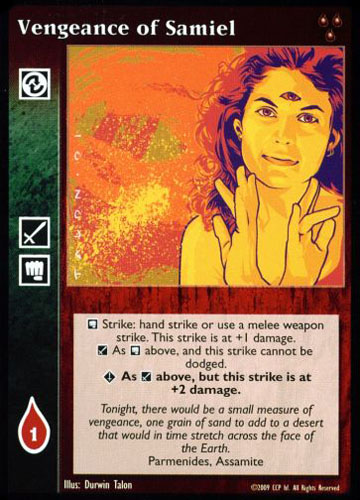 Vengeance of Samiel
Strike: hand strike or use a melee weapon
strike. This strike is at +1 damage.
As above, and this strike cannot be
dodged.
As above, but this strike is at
+2 damage.
Tonight, there would be a small measure of
vengeance, one grain of sand to add to a desert
that would in time stretch across the face of
the Earth.
Parmenides, Assamite
1
Illus: Durwin Talon
©2009 CCP hf. All Rights Reserved